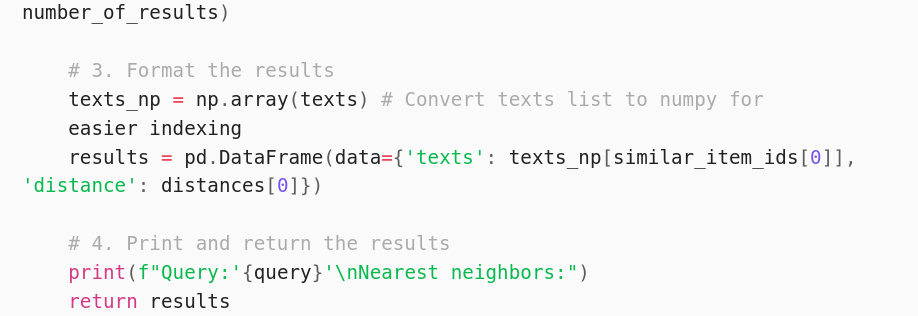 number_of_results)
# 3. Format the results
texts_np = np.array(texts) # Convert texts list to numpy for
easier indexing
results = pd.DataFrame(data={'texts': texts_np[similar_item_ids[0]],
'distance': distances[0]})
# 4. Print and return the results
print(f"Query:'{query}'\nNearest neighbors:")
return results